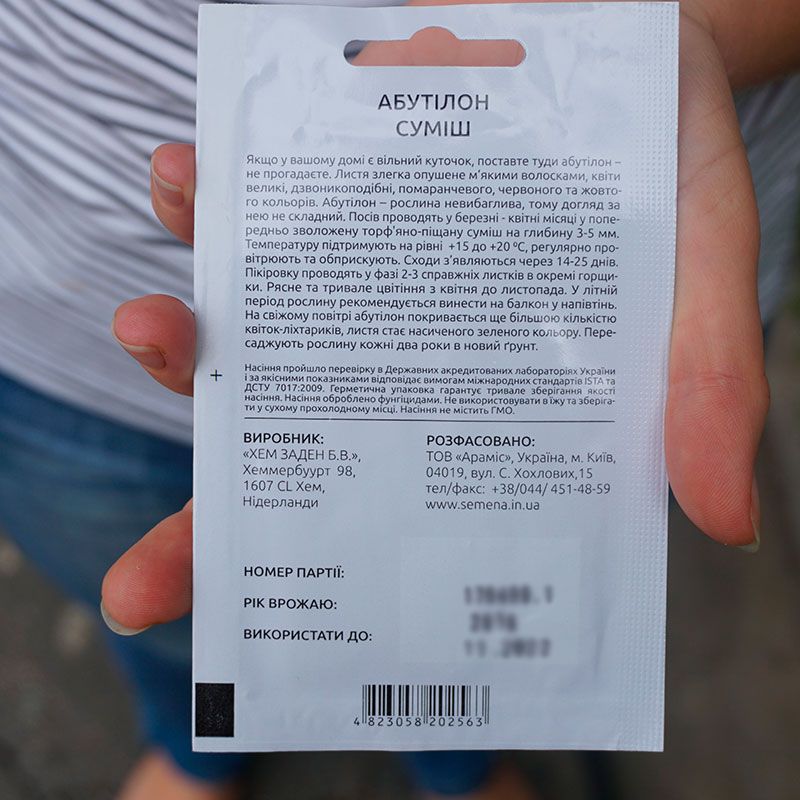 АБУТІЛОН
СУМІШ
Якщо у вашому домі є вільний куточок, поставте туди абутілон –
не прогадаєте. Листя злегка опушене м'якими волосками, квіти
великі, дзвоникоподібні, помаранчевого, червоного та жовто-
го кольорів. Абутілон – рослина невибаглива, тому догляд за
нею не складний. Посів проводять у березні - квітні місяці у попе-
редньо зволожену торф'яно-піщану суміш на глибину 3-5 мм.
Температуру підтримують на рівні +15 до +20 ºС, регулярно про-
вітрюють та обприскують. Сходи з'являються через 14-25 днів.
Пікіровку проводять у фазі 2-3 справжніх листків в окремі горщи-
ки. Рясне та тривале цвітіння з квітня до листопада. У літній
період рослину рекомендується винести на балкон у напівтінь.
На свіжому повітрі абутілон покривається ще більшою кількістю
квіток-ліхтариків, листя стає насиченого зеленого кольору. Пере-
саджують рослину кожні два роки в новий ґрунт.
Насіння пройшло перевірку в Державних акредитованих лабораторіях України
і за якісними показниками відповідає вимогам міжнародних стандартів ISTA та
ДСТУ 7017:2009. Герметична упаковка гарантує тривале зберігання якості
насіння. Насіння оброблено фунгіцидами. Не використовувати в їжу та зберіга-
ти у сухому прохолодному місці. Насіння не містить ГМО.
ВИРОБНИК:
«ХЕМ ЗАДЕН Б.В.»,
Хеммербуурт 98,
1607 CL Хем,
Нідерланди
РОЗФАСОВАНО:
ТОВ «Араміс», Україна, м. Київ,
04019, вул. С. Хохлових,15
тел/факс: +38/044/ 451-48-59
www.semena.in.ua
НОМЕР ПАРТІЇ:
РІК ВРОЖАЮ:
ВИКОРИСТАТИ ДО:
11.2022
4 823058 202563